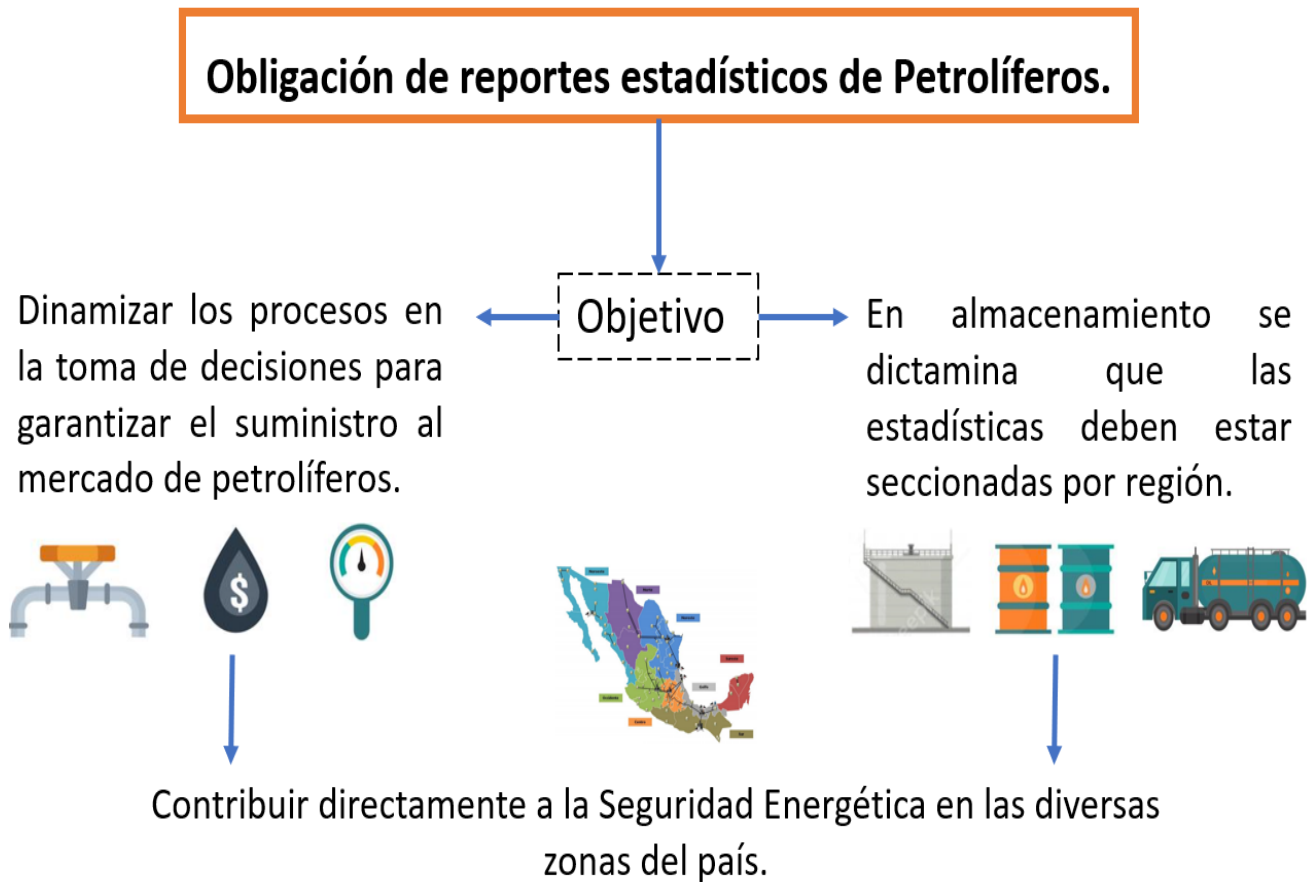 Obligación de reportes estadísticos de Petrolíferos.
Objetivo
Dinamizar los procesos en
la toma de decisiones para
garantizar el suministro al
mercado de petrolíferos.
En almacenamiento se
dictamina que las
estadísticas deben estar
seccionadas por región.
$
Contribuir directamente a la Seguridad Energética en las diversas
zonas del país.